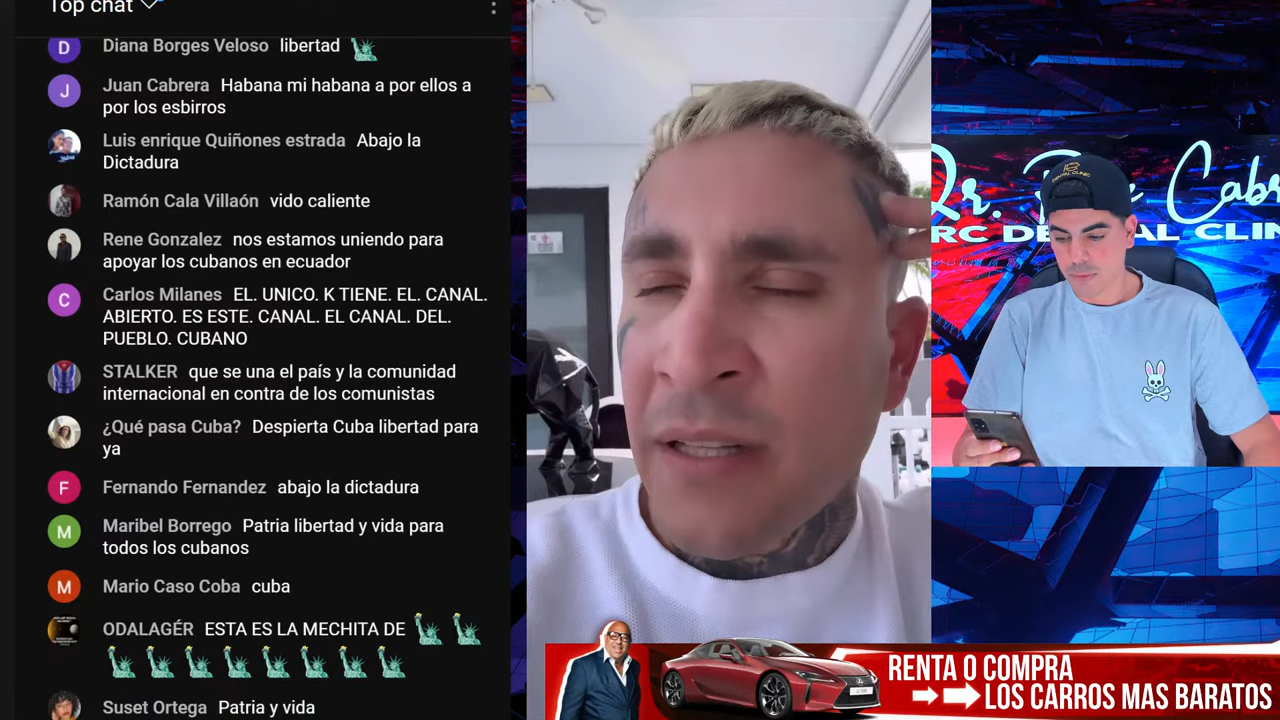 Top chat
Diana Borges Veloso libertad
Juan Cabrera Habana mi habana a por ellos a
por los esbirros
Luis enrique Quiñones estrada Abajo la
Dictadura
Ramón Cala Villaón vido caliente
Rene Gonzalez nos estamos uniendo para
apoyar los cubanos en ecuador
Carlos Milanes EL. UNICO. K TIENE. EL. CANAL.
ABIERTO. ES ESTE. CANAL. EL CANAL. DEL.
PUEBLO. CUBANO
STALKER que se una el país y la comunidad
internacional en contra de los comunistas
¿Qué pasa Cuba? Despierta Cuba libertad para
ya
Fernando Fernandez abajo la dictadura
Maribel Borrego Patria libertad y vida para
todos los cubanos
Mario Caso Coba cuba
ODALAGÉR ESTA ES LA MECHITA DE
Suset Ortega Patria y vida
DENTAL CLINIC
RENTA O COMPRA
LOS CARROS MAS BARATOS